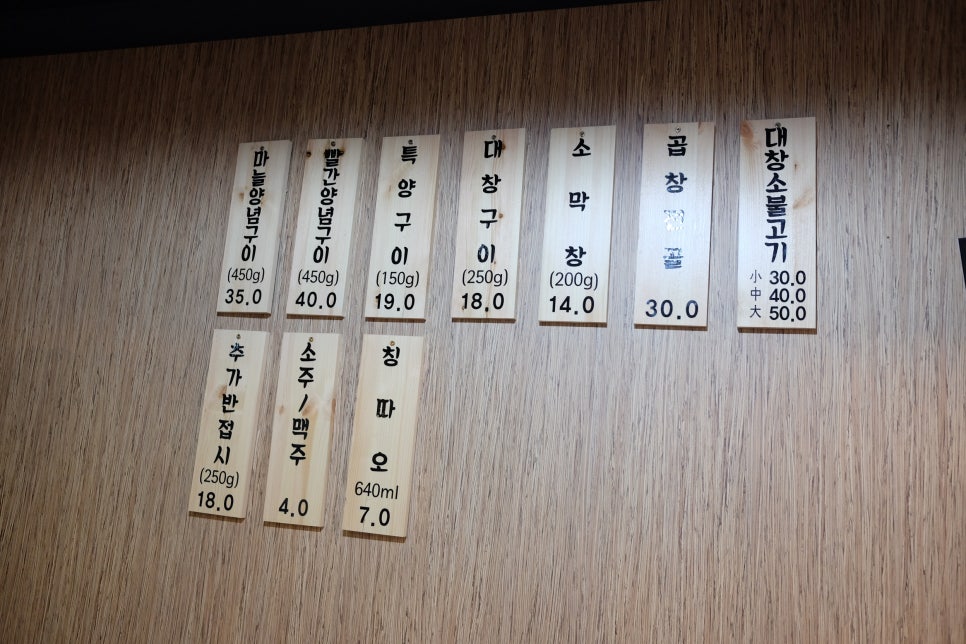 마늘양념구이
(450g)
35.0
빨간양념구이
(450g)
40.0
특양구이
(150g)
19.0
대창구이
(250g)
18.0
소막창
(200g)
14.0
곱창전골
30.0
대창소불고기
小 30.0
中 40.0
大 50.0
추가반접시
(250g)
18.0
소주/맥주
4.0
칭따오
640ml
7.0